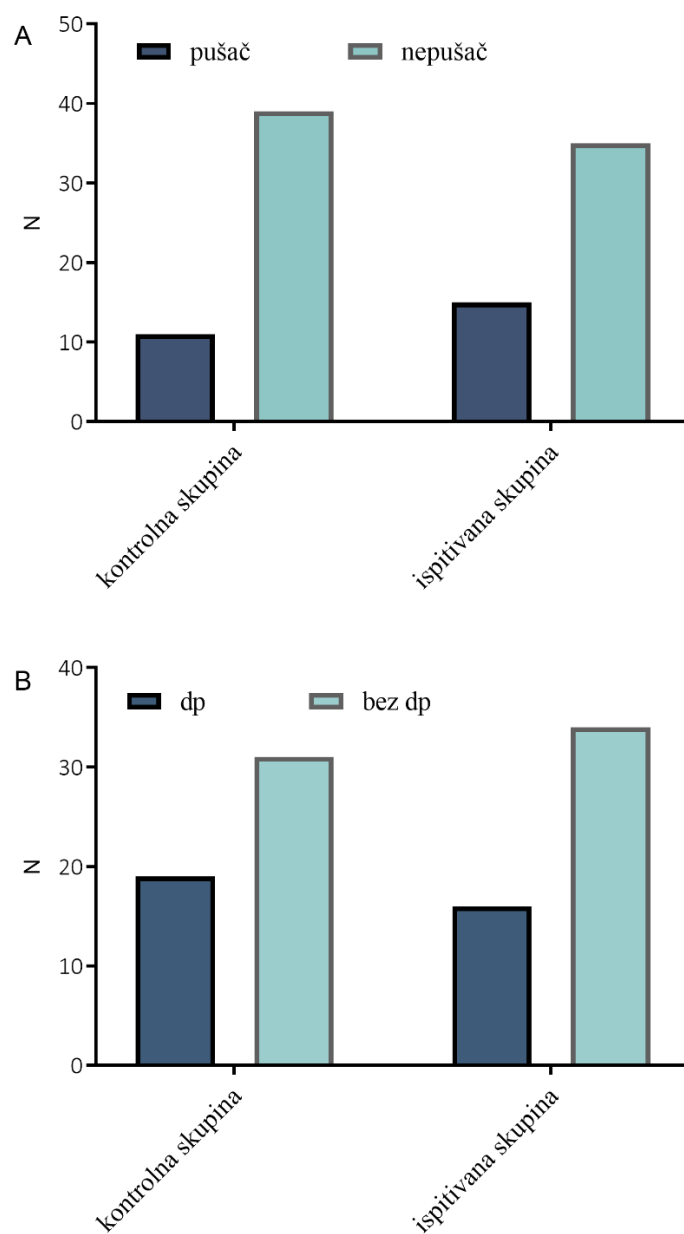 A
pušač nepušač
50
40
30
20
10
0
N
kontrolna skupina
ispitivana skupina
B
dp bez dp
40
30
20
10
0
N
kontrolna skupina
ispitivana skupina